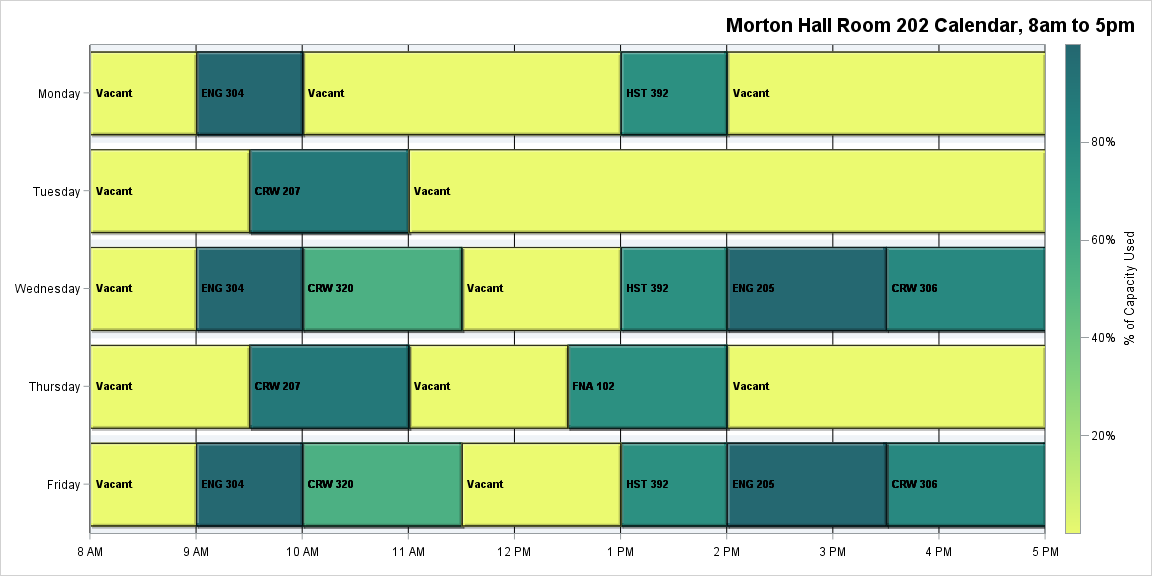 Morton Hall Room 202 Calendar, 8am to 5pm
Monday
Vacant
ENG 304
Vacant
HST 392
Vacant
Tuesday
Vacant
CRW 207
Vacant
Wednesday
Vacant
ENG 304
CRW 320
Vacant
HST 392
ENG 205
CRW 306
Thursday
Vacant
CRW 207
Vacant
FNA 102
Vacant
Friday
Vacant
ENG 304
CRW 320
Vacant
HST 392
ENG 205
CRW 306
8 AM
9 AM
10 AM
11 AM
12 PM
1 PM
2 PM
3 PM
4 PM
5 PM
80%
60%
40%
20%
% of Capacity Used